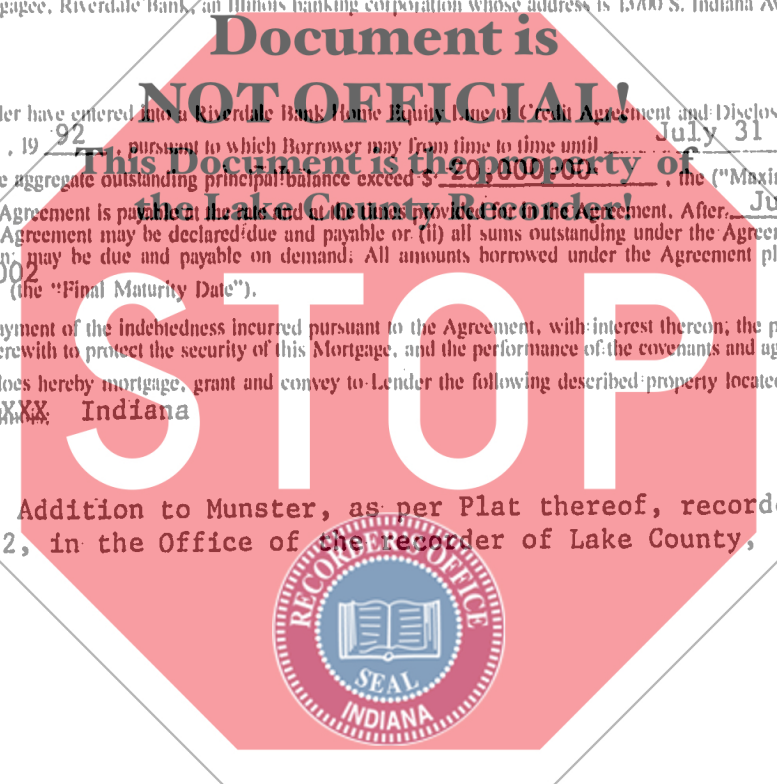 gagee, Riverdale Bank, an Illinois banking corporation whose address is 13700 S. Indiana Av
Document is
NOT OFFICIAL!
der have entered into a Riverdale Bank Home Equity Line of Credit Agreement and Disclos
, 19 92 pursuant to which Borrower may from time to time until July 31
This Document is the property of
e aggregate outstanding principal balance exceed $ 20,000.00 , the ("Maxim
the Lake County Recorder!
Agreement is payable at the rate and at the times provided for in the Agreement. After Ju
Agreement may be declared due and payable or (ii) all sums outstanding under the Agreem
n; may be due and payable on demand. All amounts borrowed under the Agreement pl
002
(the "Final Maturity Date").
ayment of the indebtedness incurred pursuant to the Agreement, with interest thereon; the p
erewith to protect the security of this Mortgage, and the performance of the covenants and ag
does hereby mortgage, grant and convey to Lender the following described property located
XXX Indiana
STOP
Addition to Munster, as per Plat thereof, recorde
2, in the Office of the recorder of Lake County,
RECORDER'S OFFICE
SEAL
INDIANA